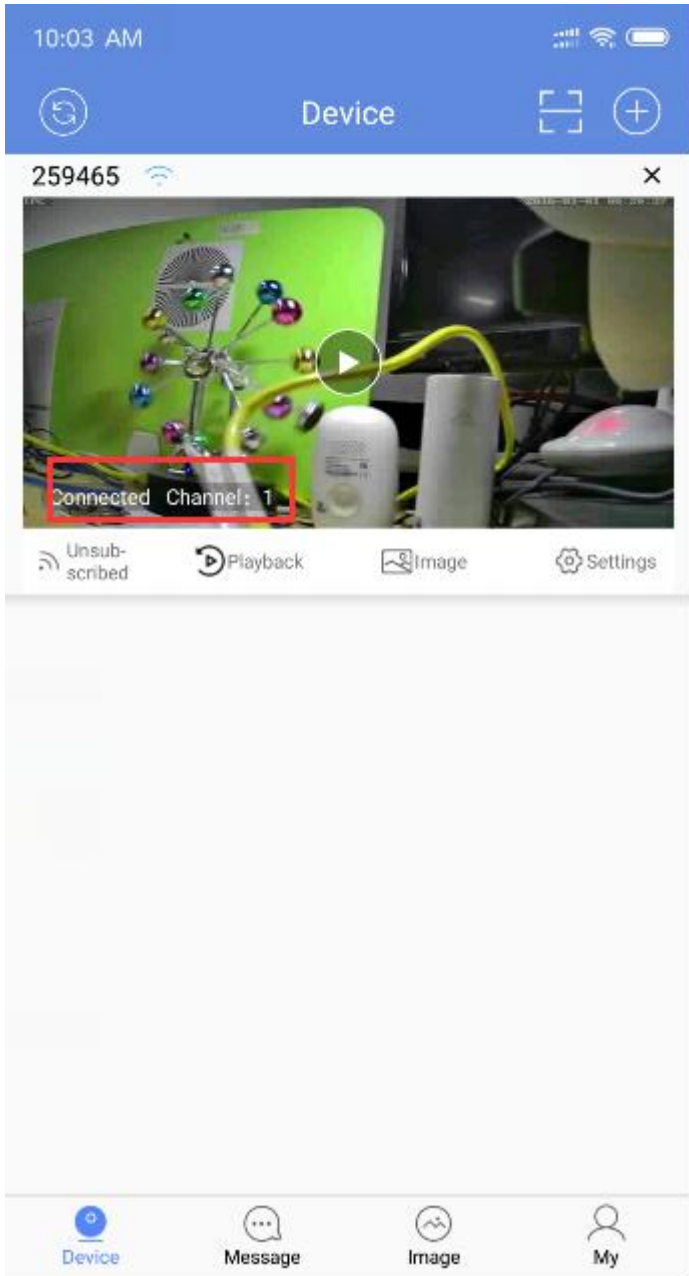 10:03 AM
Device
259465
Connected Channel: 1
Unsub-
scribed
Playback
Image
Settings
Device
Message
Image
My